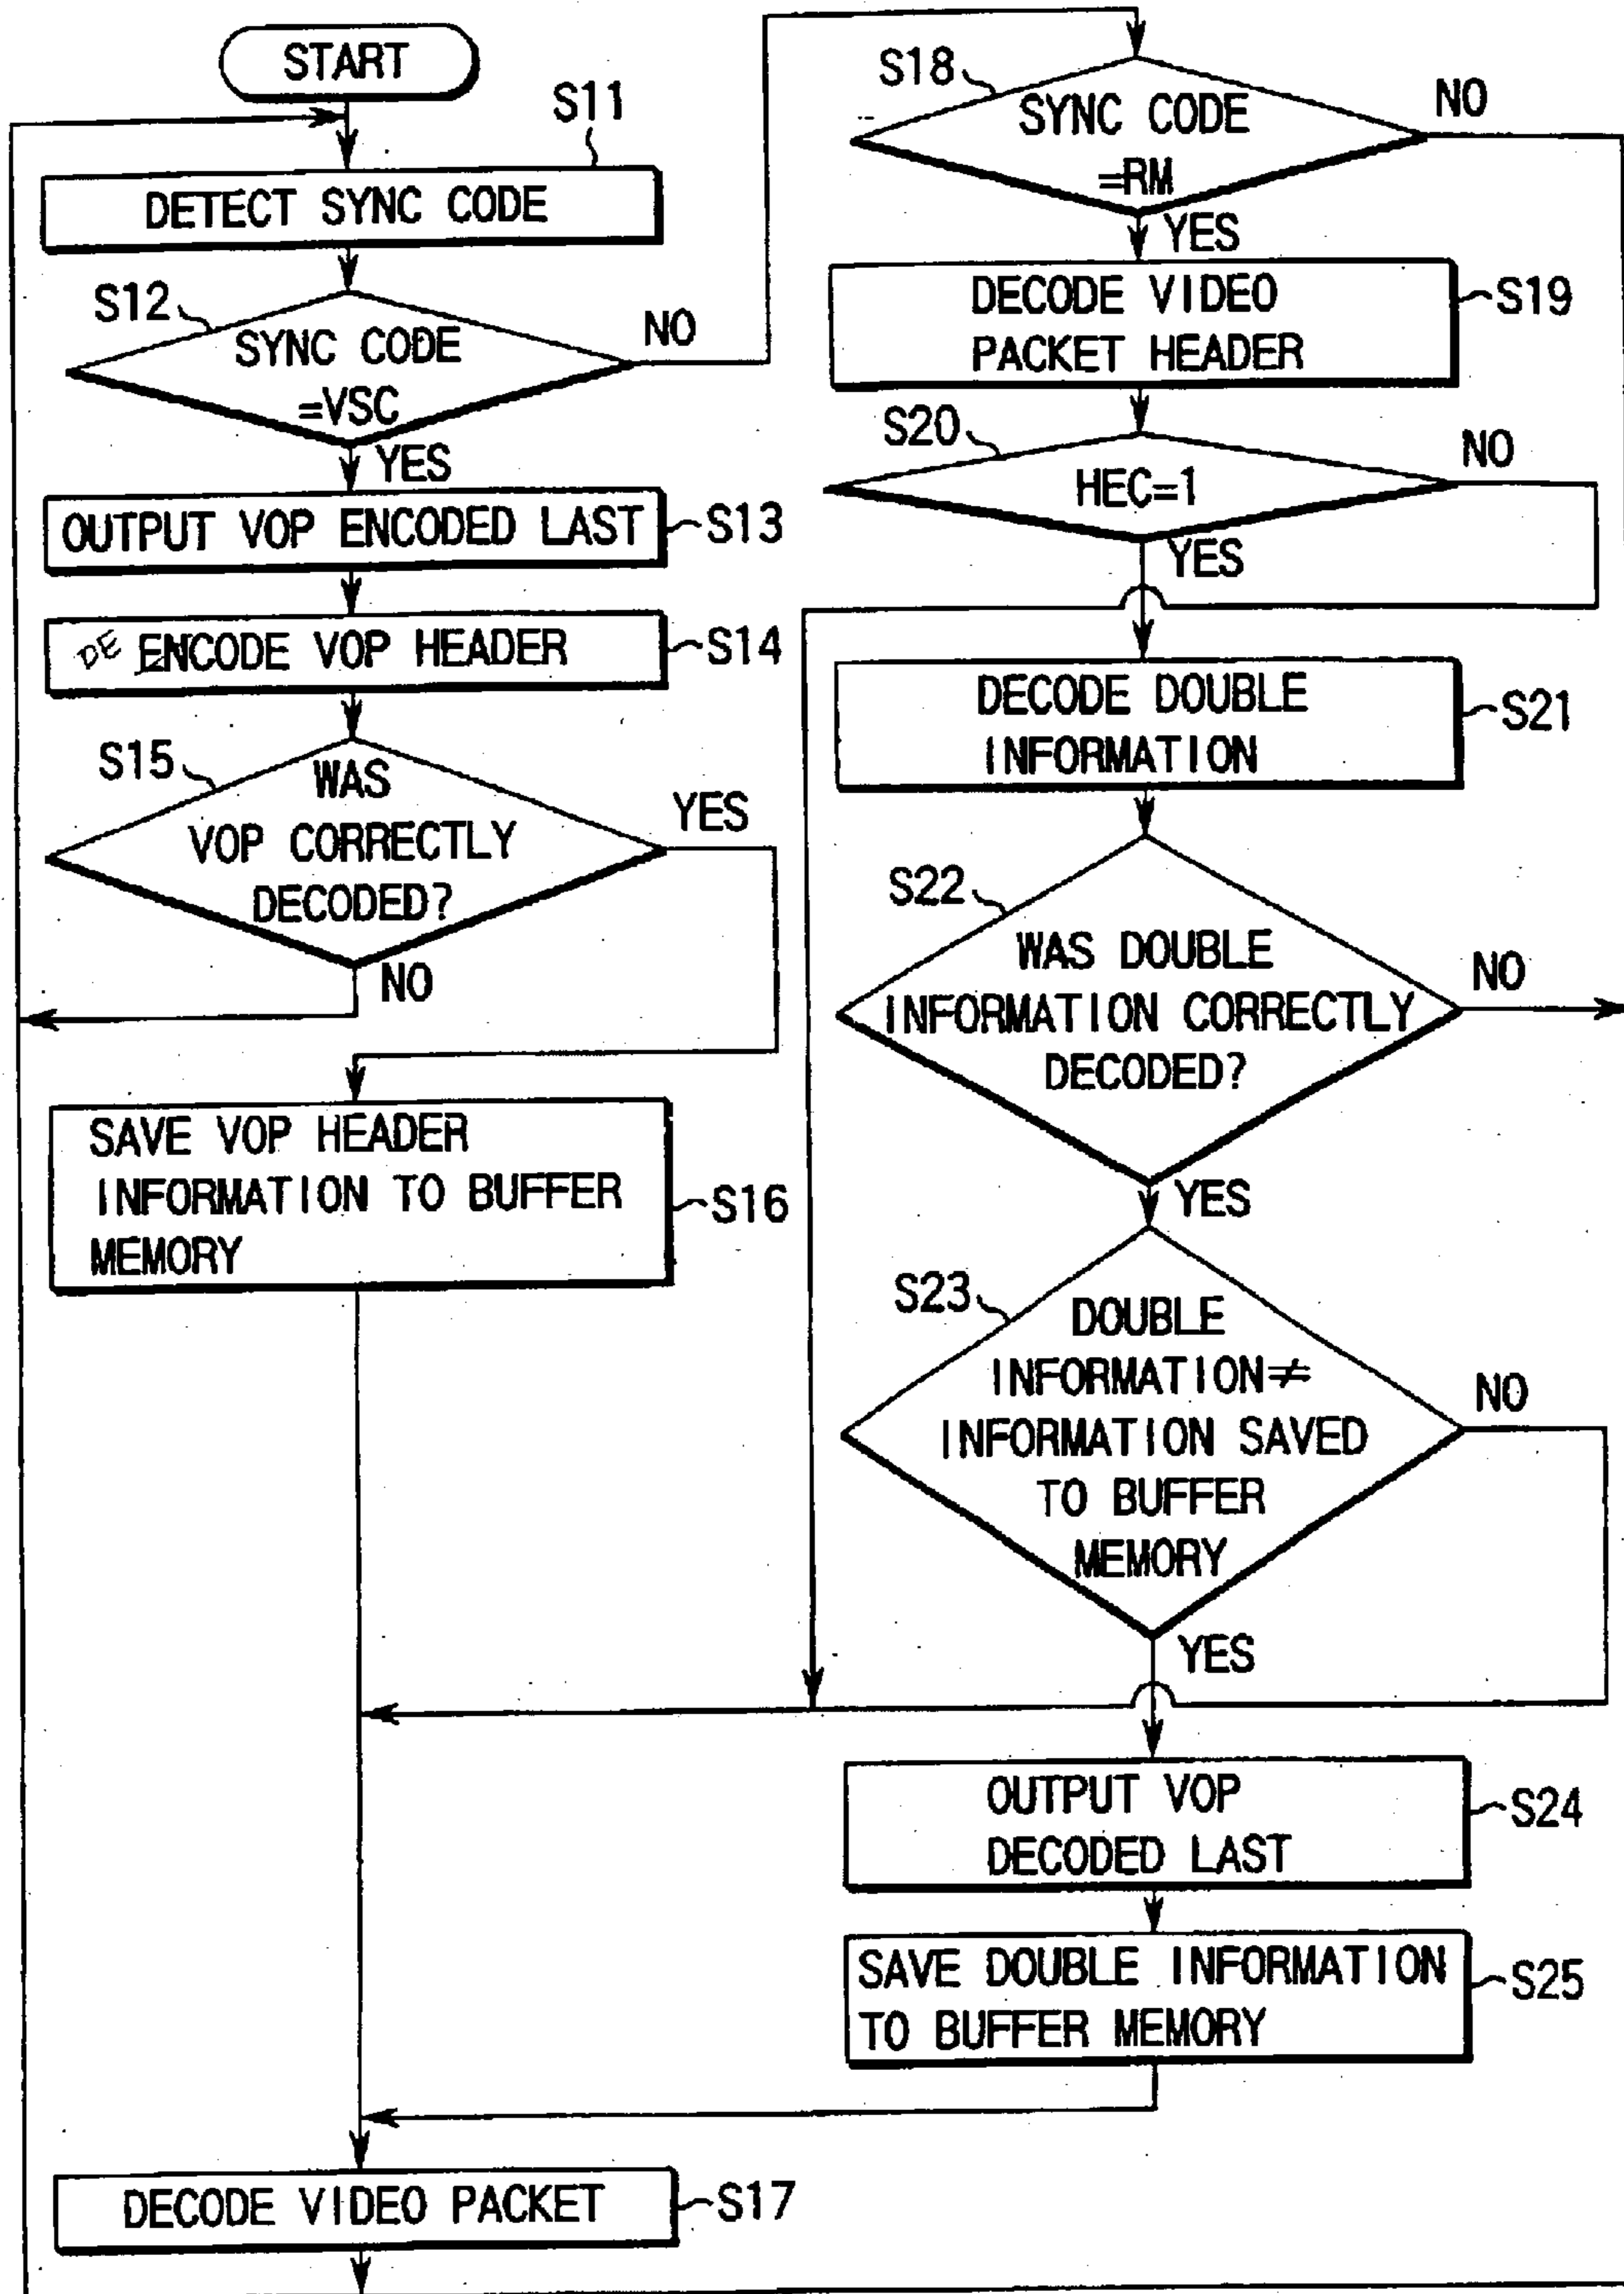 START
S11
DETECT SYNC CODE
S12
SYNC CODE
=VSC
NO
YES
OUTPUT VOP ENCODED LAST
S13
DE ENCODE VOP HEADER
S14
S15
WAS
VOP CORRECTLY
DECODED?
YES
NO
SAVE VOP HEADER
INFORMATION TO BUFFER
MEMORY
S16
DECODE VIDEO PACKET
S17
S18
SYNC CODE
=RM
NO
YES
DECODE VIDEO
PACKET HEADER
S19
S20
HEC=1
NO
YES
DECODE DOUBLE
INFORMATION
S21
S22
WAS DOUBLE
INFORMATION CORRECTLY
DECODED?
NO
YES
S23
DOUBLE
INFORMATION≠
INFORMATION SAVED
TO BUFFER
MEMORY
NO
YES
OUTPUT VOP
DECODED LAST
S24
SAVE DOUBLE INFORMATION
TO BUFFER MEMORY
S25